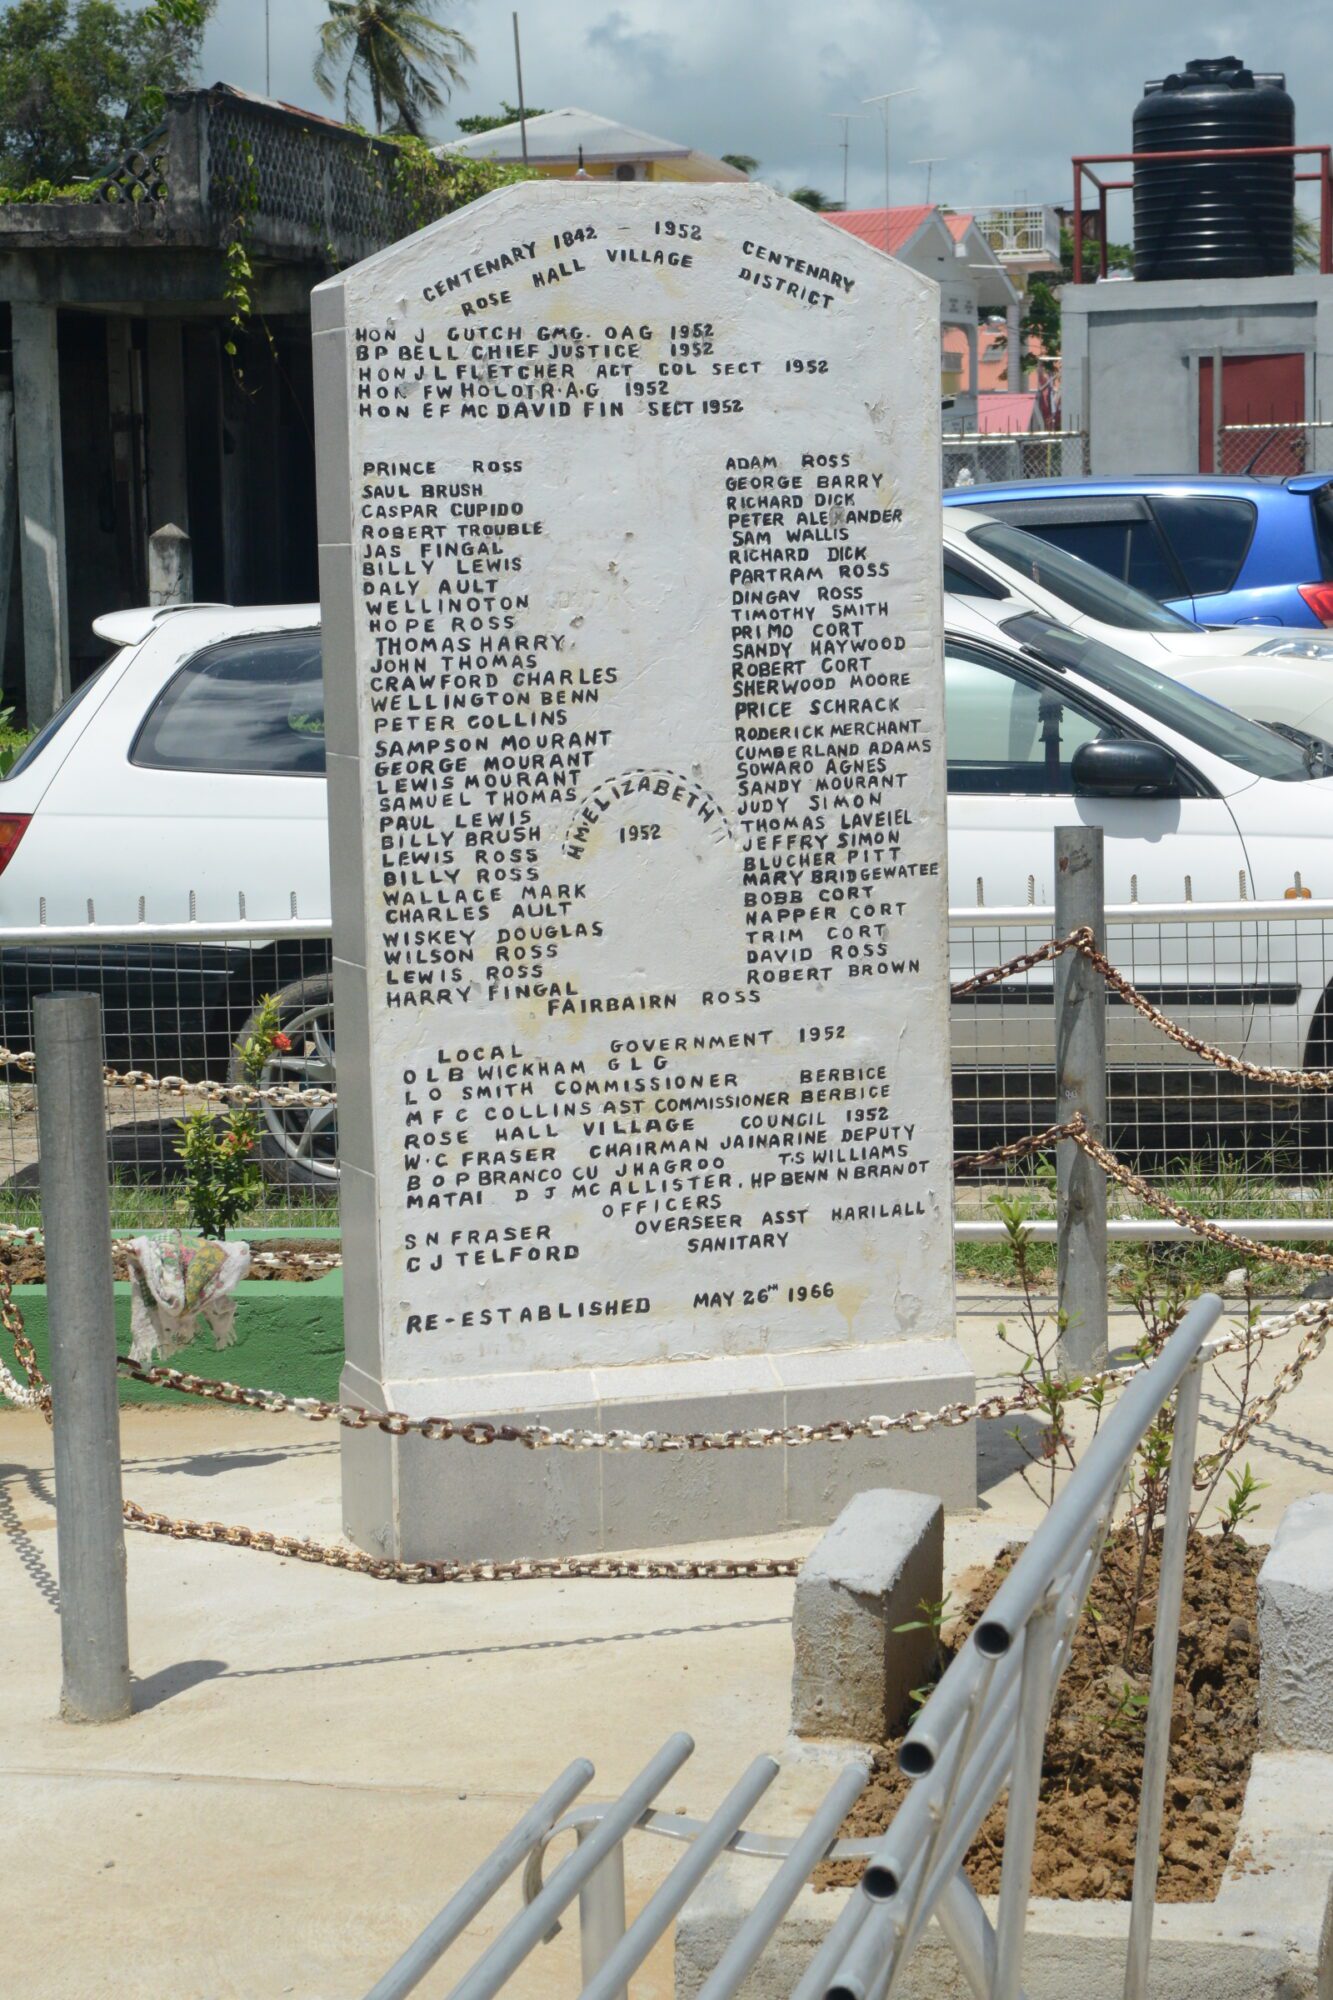 CENTENARY 1842 - 1952 CENTENARY
ROSE HALL VILLAGE DISTRICT
HON J GUTCH GMG. OAG 1952
BP BELL CHIEF JUSTICE 1952
HON J L FLETCHER ACT COL SECT 1952
HON FW HOLOTR.A.G 1952
HON EF MC DAVID FIN SECT 1952
PRINCE ROSS
SAUL BRUSH
CASPAR CUPIDO
ROBERT TROUBLE
JAS FINGAL
BILLY LEWIS
DALY AULT
WELLINOTON
HOPE ROSS
THOMAS HARRY
JOHN THOMAS
CRAWFORD CHARLES
WELLINGTON BENN
PETER COLLINS
SAMPSON MOURANT
GEORGE MOURANT
LEWIS MOURANT
SAMUEL THOMAS
PAUL LEWIS
BILLY BRUSH
LEWIS ROSS
BILLY ROSS
WALLACE MARK
CHARLES AULT
WISKEY DOUGLAS
WILSON ROSS
LEWIS ROSS
HARRY FINGAL
HM'ELIZABETH II
1952
ADAM ROSS
GEORGE BARRY
RICHARD DICK
PETER ALEXANDER
SAM WALLIS
RICHARD DICK
PARTRAM ROSS
DINGAV ROSS
TIMOTHY SMITH
PRIMO CORT
SANDY HAYWOOD
ROBERT CORT
SHERWOOD MOORE
PRICE SCHRACK
RODERICK MERCHANT
CUMBERLAND ADAMS
SOWARO AGNES
SANDY MOURANT
JUDY SIMON
THOMAS LAVEIEL
JEFFRY SIMON
BLUCHER PITT
MARY BRIDGEWATEE
BOBB CORT
NAPPER CORT
TRIM CORT
DAVID ROSS
ROBERT BROWN
FAIRBAIRN ROSS
LOCAL GOVERNMENT 1952
OLB WICKHAM G L G
L O SMITH COMMISSIONER BERBICE
M F C COLLINS AST COMMISSIONER BERBICE
ROSE HALL VILLAGE COUNCIL 1952
W.C FRASER CHAIRMAN JAINARINE DEPUTY
B O P BRANCO CU JHAGROO T.S WILLIAMS
MATAI D J MC ALLISTER, HP BENN N BRANDT
OFFICERS
S N FRASER OVERSEER ASST HARILALL
C J TELFORD SANITARY
RE-ESTABLISHED MAY 26TH 1966